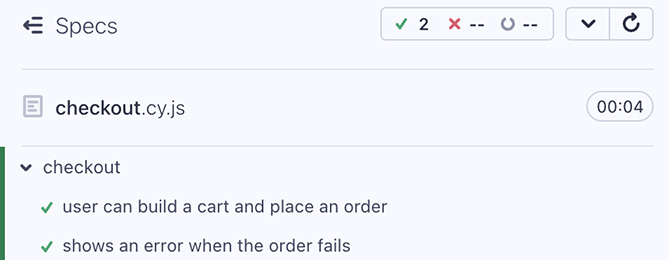 Specs
2 -- --
checkout.cy.js
00:04
checkout
user can build a cart and place an order
shows an error when the order fails